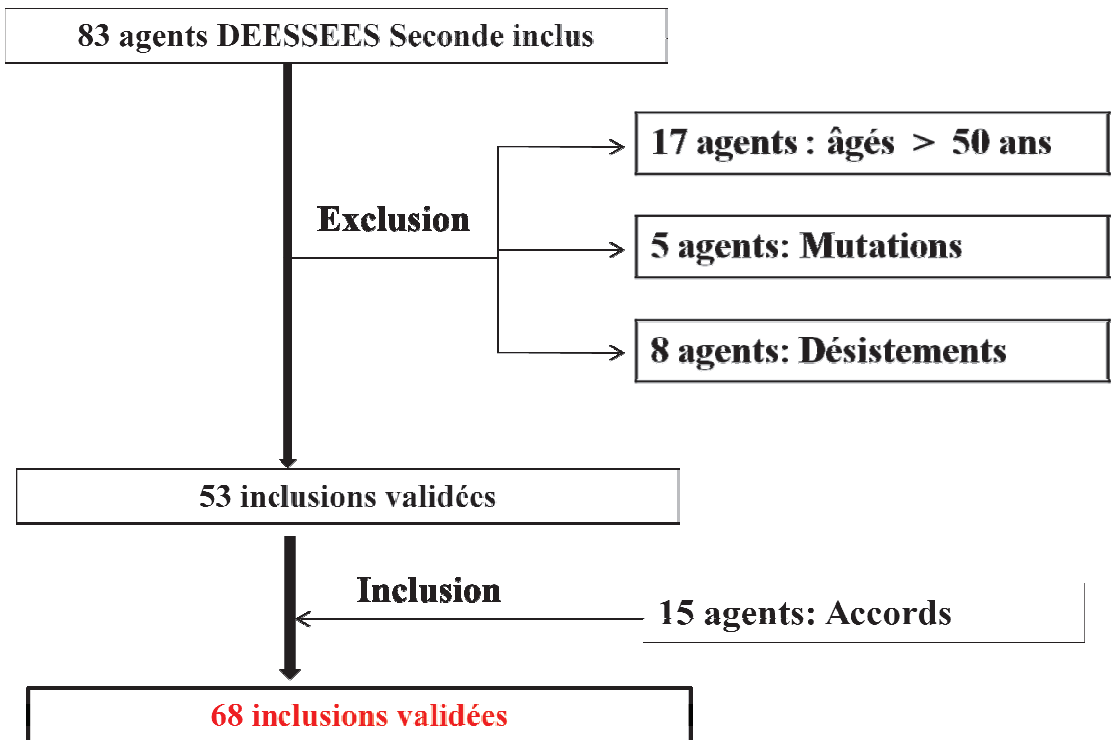 83 agents DEESSEES Seconde inclus
17 agents : âgés > 50 ans
Exclusion
5 agents: Mutations
8 agents: Désistements
53 inclusions validées
Inclusion
15 agents: Accords
68 inclusions validées